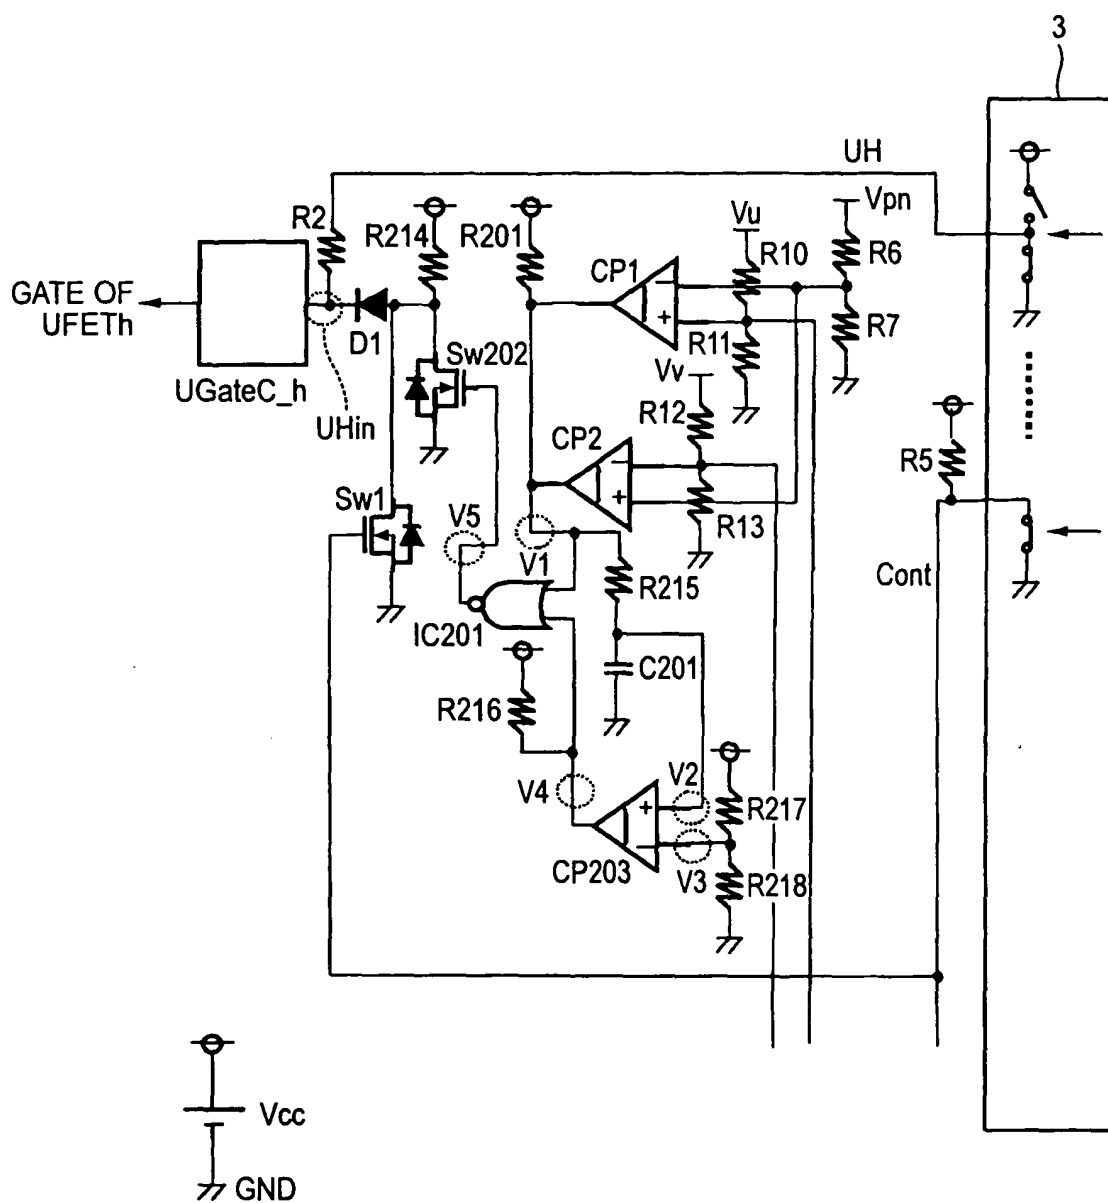 3
UH
Vpn
R2
R214
R201
Vu
R10
R6
CP1
GATE OF
UFETh
D1
R11
R7
Sw202
Vv
UGateC_h
R12
UHin
CP2
R5
Sw1
V5
R13
V1
Cont
R215
IC201
C201
R216
V4
V2
R217
CP203
V3
R218
Vcc
GND